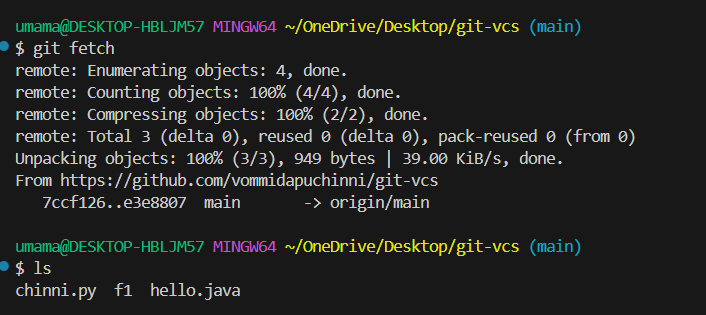 umama@DESKTOP-HBLJM57 MINGW64 ~/OneDrive/Desktop/git-vcs (main)
$ git fetch
remote: Enumerating objects: 4, done.
remote: Counting objects: 100% (4/4), done.
remote: Compressing objects: 100% (2/2), done.
remote: Total 3 (delta 0), reused 0 (delta 0), pack-reused 0 (from 0)
Unpacking objects: 100% (3/3), 949 bytes | 39.00 KiB/s, done.
From https://github.com/vommidapuchinni/git-vcs
   7ccf126..e3e8807  main       -> origin/main
umama@DESKTOP-HBLJM57 MINGW64 ~/OneDrive/Desktop/git-vcs (main)
$ ls
chinni.py  f1  hello.java